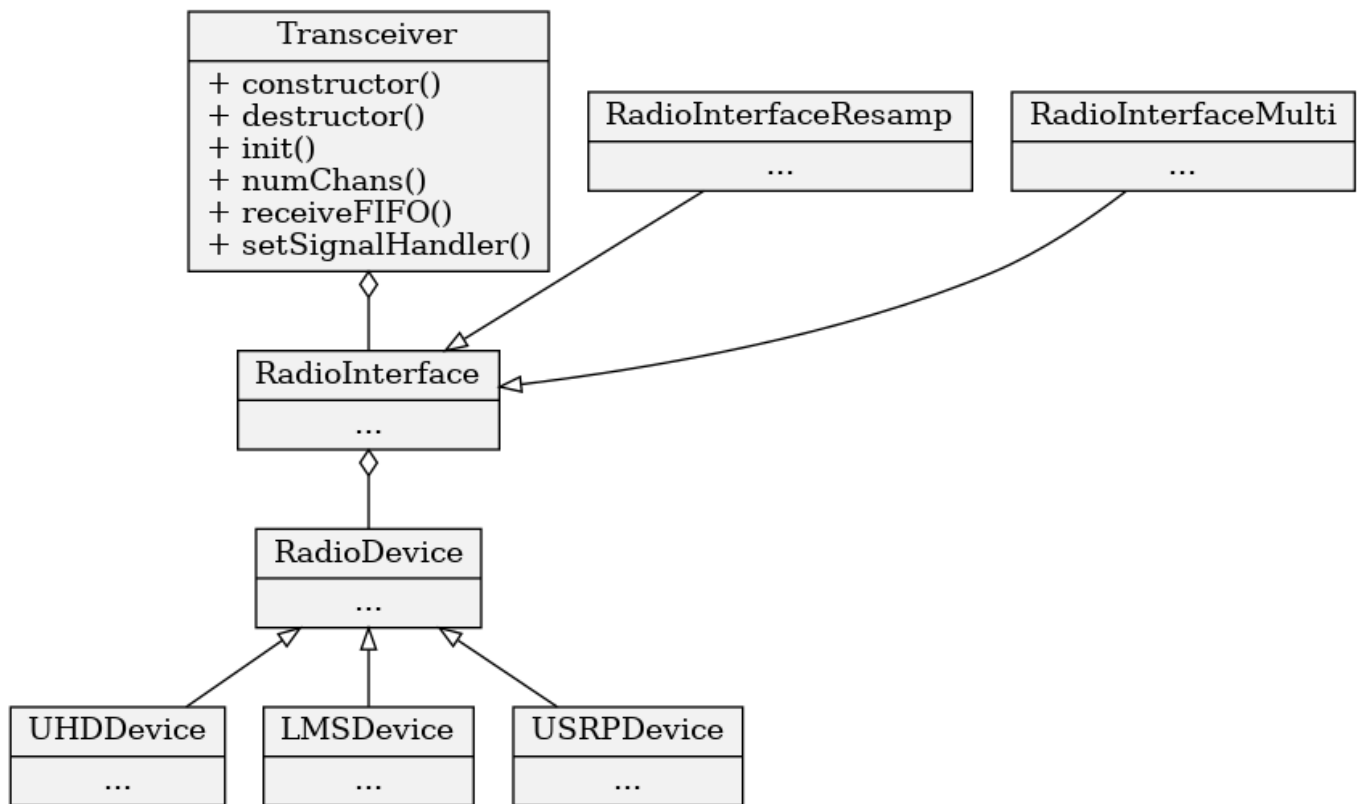 Transceiver
+ constructor()
+ destructor()
+ init()
+ numChans()
+ receiveFIFO()
+ setSignalHandler()
RadioInterfaceResamp
...
RadioInterfaceMulti
...
RadioInterface
...
RadioDevice
...
UHDDevice
...
LMSDevice
...
USRPDevice
...